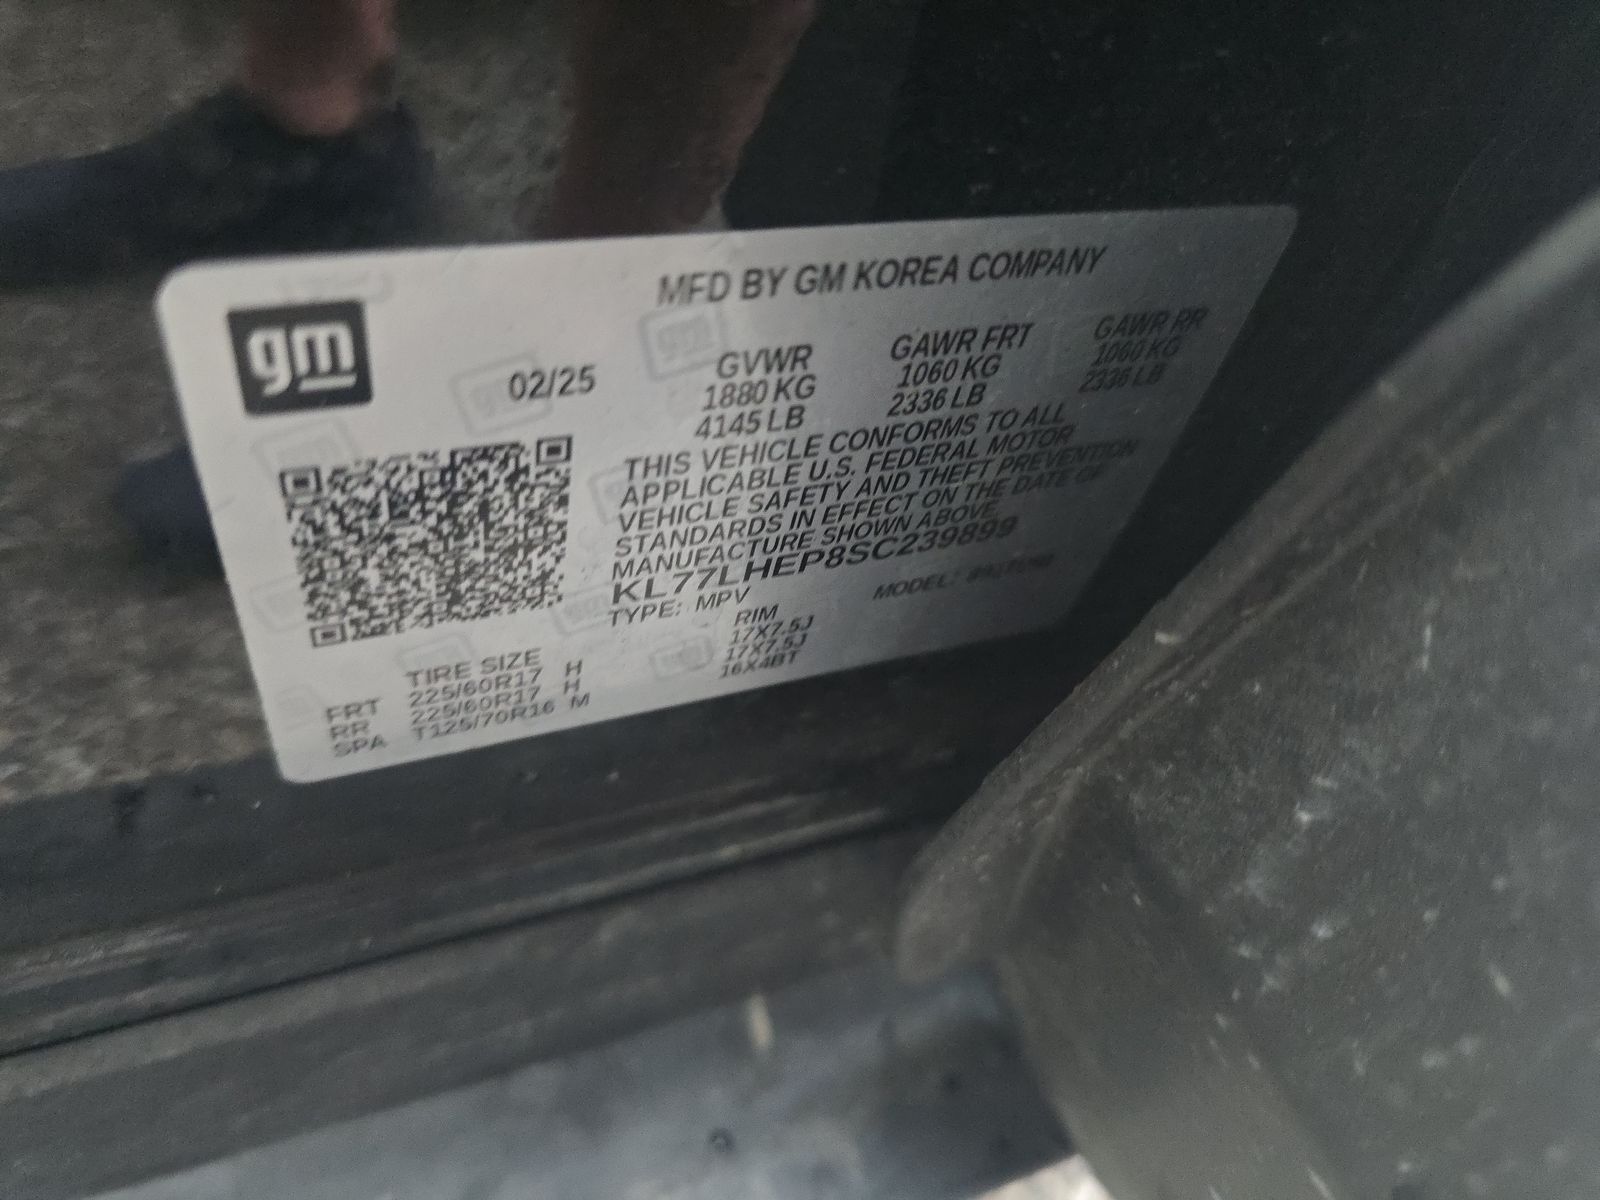 gm
MFD BY GM KOREA COMPANY
02/25
GVWR GAWR FRT GAWR RR
1880 KG 1060 KG 1060 KG
4145 LB 2336 LB 2336 LB
THIS VEHICLE CONFORMS TO ALL
APPLICABLE U.S. FEDERAL MOTOR
VEHICLE SAFETY AND THEFT PREVENTION
STANDARDS IN EFFECT ON THE DATE OF
MANUFACTURE SHOWN ABOVE.
KL77LHEP8SC239899
TYPE: MPV MODEL:
TIRE SIZE RIM
FRT 225/60R17 H 17X7.5J
RR 225/60R17 H 17X7.5J
SPA T125/70R16 M 16X4BT